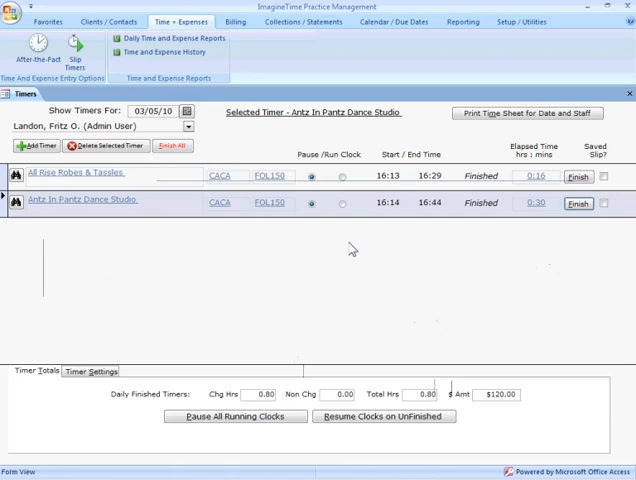 ImagineTime Practice Management
Favorites Clients / Contacts Time + Expenses Billing Collections / Statements Calendar / Due Dates Reporting Setup / Utilities
After-the-Fact Slip Timers Daily Time and Expense Reports
Time and Expense History
Time And Expense Entry Options Time and Expense Reports
Timers
Show Timers For: 03/05/10 Selected Timer - Antz In Pantz Dance Studio Print Time Sheet for Date and Staff
Landon, Fritz O. (Admin User)
Add Timer Delete Selected Timer Finish All
Pause /Run Clock Start / End Time Elapsed Time hrs : mins Saved Slip?
All Rise Robes & Tassles CACA FOL150 16:13 16:29 Finished 0:16 Finish
Antz In Pantz Dance Studio CACA FOL150 16:14 16:44 Finished 0:30 Finish
Timer Totals Timer Settings
Daily Finished Timers: Chg Hrs 0.80 Non Chg 0.00 Total Hrs 0.80 $ Amt $120.00
Pause All Running Clocks Resume Clocks on UnFinished
Form View Powered by Microsoft Office Access